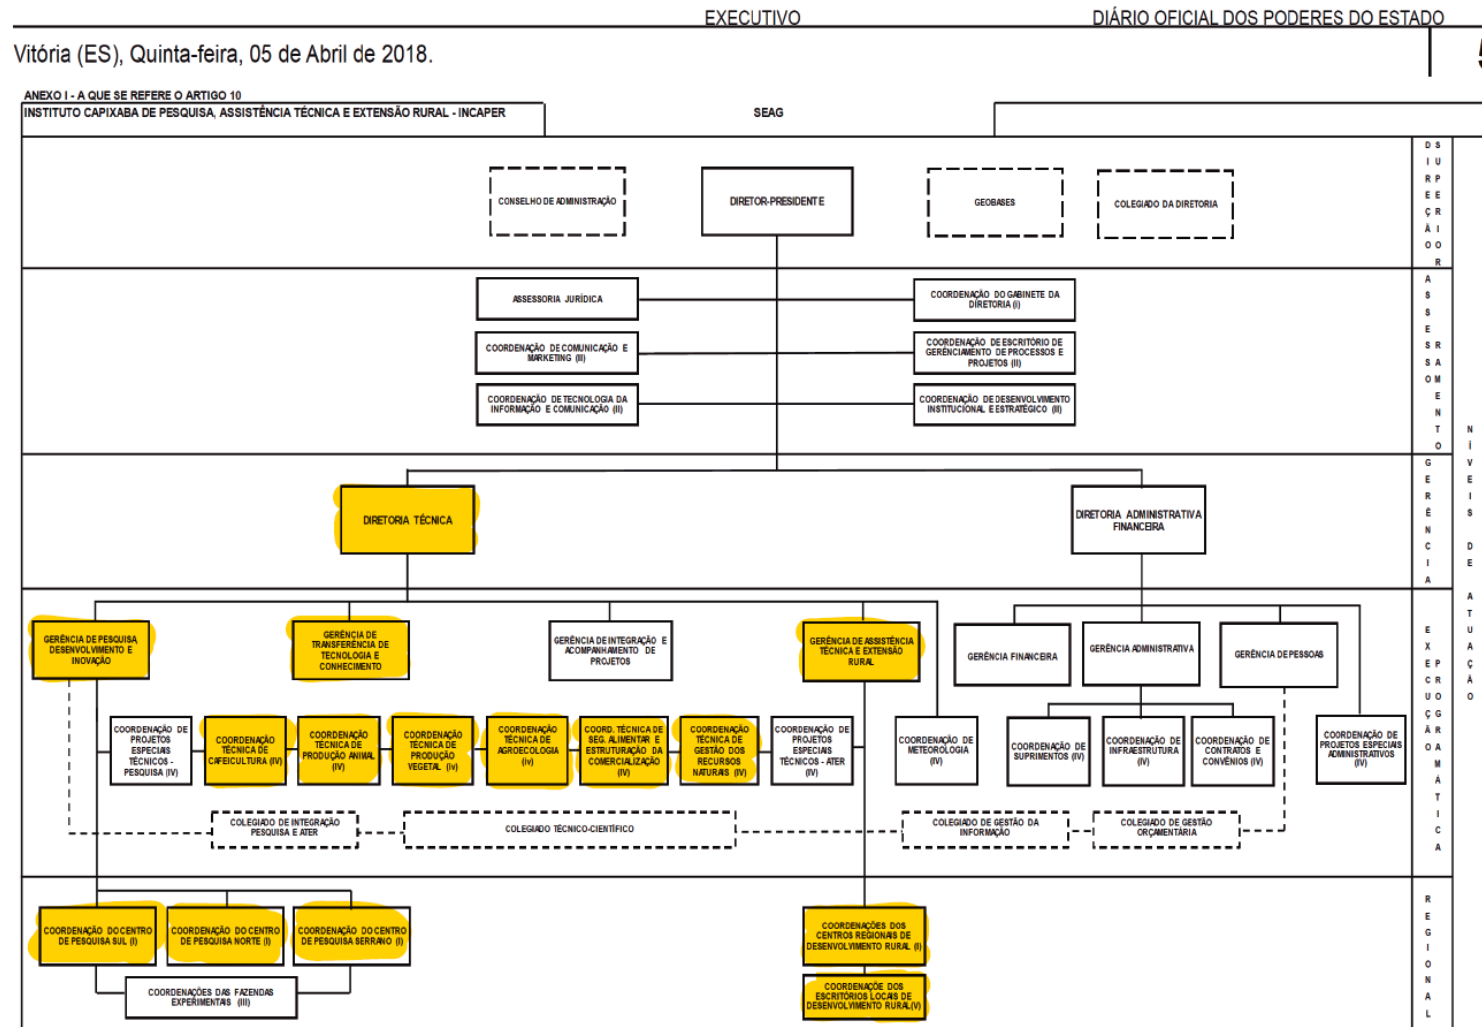 EXECUTIVO
DIÁRIO OFICIAL DOS PODERES DO ESTADO
Vitória (ES), Quinta-feira, 05 de Abril de 2018.
ANEXO I - A QUE SE REFERE O ARTIGO 10
INSTITUTO CAPIXABA DE PESQUISA, ASSISTÊNCIA TÉCNICA E EXTENSÃO RURAL - INCAPER
SEAG
CONSELHO DE ADMINISTRAÇÃO
DIRETOR-PRESIDENTE
GEOBASES
COLEGIADO DA DIRETORIA
DIREÇÃO
SUPERIOR
ASSESSORIA JURÍDICA
COORDENAÇÃO DO GABINETE DA
DIRETORIA (I)
COORDENAÇÃO DE COMUNICAÇÃO E
MARKETING (III)
COORDENAÇÃO DE ESCRITÓRIO DE
GERÊNCIAMENTO DE PROCESSOS E
PROJETOS (II)
COORDENAÇÃO DE TECNOLOGIA DA
INFORMAÇÃO E COMUNICAÇÃO (II)
COORDENAÇÃO DE DESENVOLVIMENTO
INSTITUCIONAL E ESTRATÉGICO (II)
ASSESSO
RAMENTO
DIRETORIA TÉCNICA
DIRETORIA ADMINISTRATIVA
FINANCEIRA
GERÊNCIA
NÍVEIS DE ATUAÇÃO
GERÊNCIA DE PESQUISA,
DESENVOLVIMENTO E
INOVAÇÃO
GERÊNCIA DE
TRANSFERÊNCIA DE
TECNOLOGIA E
CONHECIMENTO
GERÊNCIA DE INTEGRAÇÃO E
ACOMPANHAMENTO DE
PROJETOS
GERÊNCIA DE ASSISTÊNCIA
TÉCNICA E EXTENSÃO
RURAL
GERÊNCIA FINANCEIRA
GERÊNCIA ADMINISTRATIVA
GERÊNCIA DE PESSOAS
COORDENAÇÃO DE
PROJETOS
ESPECIAIS
TÉCNICOS -
PESQUISA (IV)
COORDENAÇÃO
TÉCNICA DE
CAFEICULTURA (IV)
COORDENAÇÃO
TÉCNICA DE
PRODUÇÃO ANIMAL
(IV)
COORDENAÇÃO
TÉCNICA DE
PRODUÇÃO
VEGETAL (iv)
COORDENAÇÃO
TÉCNICA DE
AGROECOLOGIA
(iv)
COORD. TÉCNICA DE
SEG. ALIMENTAR E
ESTRUTURAÇÃO DA
COMERCIALIZAÇÃO
(IV)
COORDENAÇÃO
TÉCNICA DE
GESTÃO DOS
RECURSOS
NATURAIS (IV)
COORDENAÇÃO DE
PROJETOS
ESPECIAIS
TÉCNICOS - ATER
(IV)
COORDENAÇÃO DE
METEOROLOGIA
(IV)
COORDENAÇÃO DE
SUPRIMENTOS (IV)
COORDENAÇÃO DE
INFRAESTRUTURA
(IV)
COORDENAÇÃO DE
CONTRATOS E
CONVÊNIOS (IV)
COORDENAÇÃO DE
PROJETOS ESPECIAIS
ADMINISTRATIVOS
(IV)
COLEGIADO DE INTEGRAÇÃO
PESQUISA E ATER
COLEGIADO TÉCNICO-CIENTÍFICO
COLEGIADO DE GESTÃO DA
INFORMAÇÃO
COLEGIADO DE GESTÃO
ORÇAMENTÁRIA
EXECUÇÃO
PROGRAMÁTICA
COORDENAÇÃO DO CENTRO
DE PESQUISA SUL (I)
COORDENAÇÃO DO CENTRO
DE PESQUISA NORTE (I)
COORDENAÇÃO DO CENTRO
DE PESQUISA SERRANO (I)
COORDENAÇÕES DOS
CENTROS REGIONAIS DE
DESENVOLVIMENTO RURAL (I)
COORDENAÇÕES DAS FAZENDAS
EXPERIMENTAIS (III)
COORDENAÇÕE DOS
ESCRITÓRIOS LOCAIS DE
DESENVOLVIMENTO RURAL(V)
REGIONAL